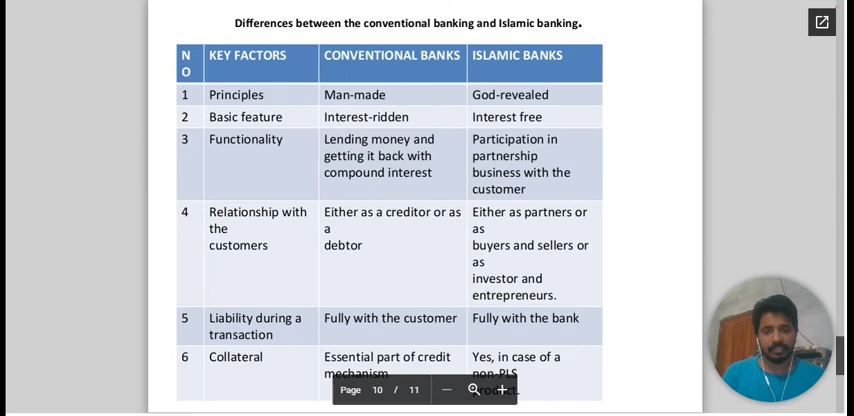 Differences between the conventional banking and Islamic banking.
N
O
KEY FACTORS
CONVENTIONAL BANKS
ISLAMIC BANKS
1
Principles
Man-made
God-revealed
2
Basic feature
Interest-ridden
Interest free
3
Functionality
Lending money and
getting it back with
compound interest
Participation in
partnership
business with the
customer
4
Relationship with
the
customers
Either as a creditor or as
a
debtor
Either as partners or
as
buyers and sellers or
as
investor and
entrepreneurs.
5
Liability during a
transaction
Fully with the customer
Fully with the bank
6
Collateral
Essential part of credit
mechanism
Yes, in case of a
non-PLS
product.
Page 10 / 11